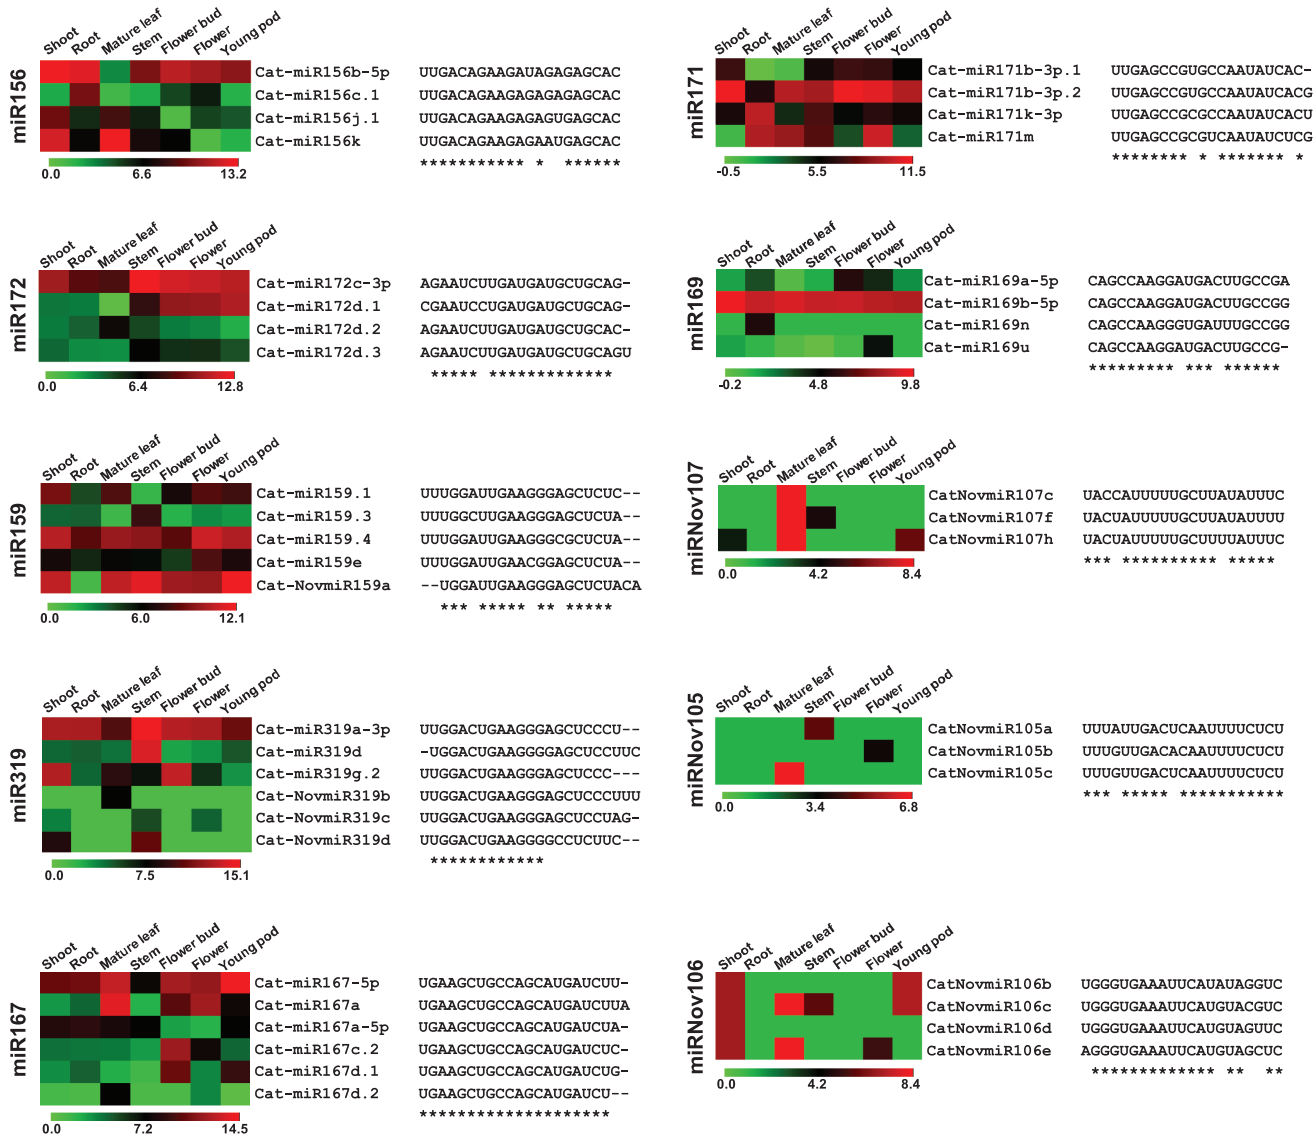 Shoot Root Mature leaf Stem Flower bud Flower Young pod
miR156
Cat-miR156b-5p UUGACAGAAGAUAGAGAGCAC
Cat-miR156c.1 UUGACAGAAGAGAGAGAGCAC
Cat-miR156j.1 UUGACAGAAGAGAGUGAGCAC
Cat-miR156k UUGACAGAAGAGAAUGAGCAC
*********** * ******
0.0 6.6 13.2
Shoot Root Mature leaf Stem Flower bud Flower Young pod
miR172
Cat-miR172c-3p AGAAUCUUGAUGAUGCUGCAG-
Cat-miR172d.1 CGAAUCCUGAUGAUGCUGCAG-
Cat-miR172d.2 AGAAUCUUGAUGAUGCUGCAC-
Cat-miR172d.3 AGAAUCUUGAUGAUGCUGCAGU
***** *************
0.0 6.4 12.8
Shoot Root Mature leaf Stem Flower bud Flower Young pod
miR159
Cat-miR159.1 UUUGGAUUGAAGGGAGCUCUC--
Cat-miR159.3 UUUGGCUUGAAGGGAGCUCUA--
Cat-miR159.4 UUUGGAUUGAAGGGCGCUCUA--
Cat-miR159e UUUGGAUUGAACGGAGCUCUA--
Cat-NovmiR159a --UGGAUUGAAGGGAGCUCUACA
*** ***** ** *****
0.0 6.0 12.1
Shoot Root Mature leaf Stem Flower bud Flower Young pod
miR319
Cat-miR319a-3p UUGGACUGAAGGGAGCUCCCU--
Cat-miR319d -UGGACUGAAGGGGAGCUCCUUC
Cat-miR319g.2 UUGGACUGAAGGGAGCUCCC---
Cat-NovmiR319b UUGGACUGAAGGGAGCUCCCUUU
Cat-NovmiR319c UUGGACUGAAGGGAGCUCCUAG-
Cat-NovmiR319d UUGGACUGAAGGGGCCUCUUC--
************
0.0 7.5 15.1
Shoot Root Mature leaf Stem Flower bud Flower Young pod
miR167
Cat-miR167-5p UGAAGCUGCCAGCAUGAUCUU-
Cat-miR167a UGAAGCUGCCAGCAUGAUCUUA
Cat-miR167a-5p UGAAGCUGCCAGCAUGAUCUA-
Cat-miR167c.2 UGAAGCUGCCAGCAUGAUCUC-
Cat-miR167d.1 UGAAGCUGCCAGCAUGAUCUG-
Cat-miR167d.2 UGAAGCUGCCAGCAUGAUCU--
********************
0.0 7.2 14.5
Shoot Root Mature leaf Stem Flower bud Flower Young pod
miR171
Cat-miR171b-3p.1 UUGAGCCGUGCCAAUAUCAC-
Cat-miR171b-3p.2 UUGAGCCGUGCCAAUAUCACG
Cat-miR171k-3p UUGAGCCGCGCCAAUAUCACU
Cat-miR171m UUGAGCCGCGUCAAUAUCUCG
******** * ******* *
-0.5 5.5 11.5
Shoot Root Mature leaf Stem Flower bud Flower Young pod
miR169
Cat-miR169a-5p CAGCCAAGGAUGACUUGCCGA
Cat-miR169b-5p CAGCCAAGGAUGACUUGCCGG
Cat-miR169n CAGCCAAGGGUGAUUUGCCGG
Cat-miR169u CAGCCAAGGAUGACUUGCCG-
********* *** ******
-0.2 4.8 9.8
Shoot Root Mature leaf Stem Flower bud Flower Young pod
miRNov107
CatNovmiR107c UACCAUUUUUGCUUAUAUUUC
CatNovmiR107f UACUAUUUUUGCUUAUAUUUU
CatNovmiR107h UACUAUUUUUGCUUUUAUUUC
*** ********** *****
0.0 4.2 8.4
Shoot Root Mature leaf Stem Flower bud Flower Young pod
miRNov105
CatNovmiR105a UUUAUUGACUCAAUUUUCUCU
CatNovmiR105b UUUGUUGACACAAUUUUCUCU
CatNovmiR105c UUUGUUGACUCAAUUUUCUCU
*** ***** ***********
0.0 3.4 6.8
Shoot Root Mature leaf Stem Flower bud Flower Young pod
miRNov106
CatNovmiR106b UGGGUGAAAUUCAUAUAGGUC
CatNovmiR106c UGGGUGAAAUUCAUGUACGUC
CatNovmiR106d UGGGUGAAAUUCAUGUAGUUC
CatNovmiR106e AGGGUGAAAUUCAUGUAGCUC
************* ** **
0.0 4.2 8.4